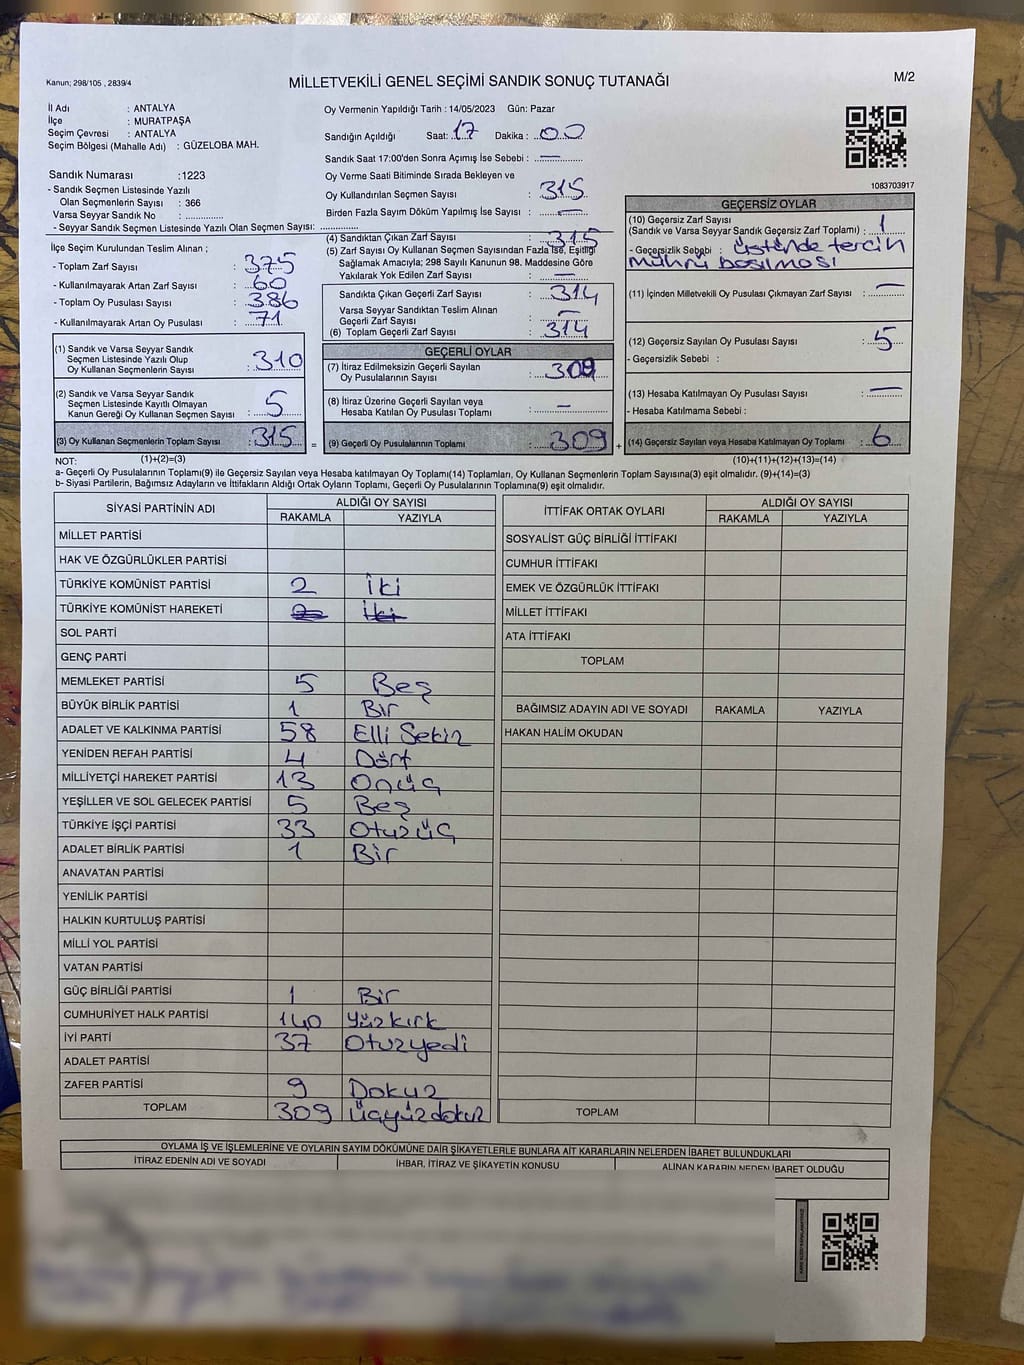 Kanun; 298/105 , 2839/4
MİLLETVEKİLİ GENEL SEÇİMİ SANDIK SONUÇ TUTANAĞI
M/2
İl Adı : ANTALYA
İlçe : MURATPAŞA
Seçim Çevresi : ANTALYA
Seçim Bölgesi (Mahalle Adı) : GÜZELOBA MAH.
Sandık Numarası :1223
- Sandık Seçmen Listesinde Yazılı
Olan Seçmenlerin Sayısı : 366
Varsa Seyyar Sandık No : ..............
- Seyyar Sandık Seçmen Listesinde Yazılı Olan Seçmen Sayısı: ..............
Oy Vermenin Yapıldığı Tarih : 14/05/2023 Gün: Pazar
Sandığın Açıldığı Saat: 17 Dakika : 00
Sandık Saat 17:00'den Sonra Açımış İse Sebebi : —
Oy Verme Saati Bitiminde Sırada Bekleyen ve
Oy Kullandırılan Seçmen Sayısı : 315
Birden Fazla Sayım Döküm Yapılmış İse Sayısı : —
1083703917
İlçe Seçim Kurulundan Teslim Alınan ;
- Toplam Zarf Sayısı : 375
- Kullanılmayarak Artan Zarf Sayısı : 60
- Toplam Oy Pusulası Sayısı : 386
- Kullanılmayarak Artan Oy Pusulası : 71
(1) Sandık ve Varsa Seyyar Sandık
Seçmen Listesinde Yazılı Olup
Oy Kullanan Seçmenlerin Sayısı : 310
(2) Sandık ve Varsa Seyyar Sandık
Seçmen Listesinde Kayıtlı Olmayan
Kanun Gereği Oy Kullanan Seçmen Sayısı : 5
(3) Oy Kullanan Seçmenlerin Toplam Sayısı : 315
(1)+(2)=(3)
(4) Sandıktan Çıkan Zarf Sayısı : 315
(5) Zarf Sayısı Oy Kullanan Seçmen Sayısından Fazla İse, Eşitliği
Sağlamak Amacıyla; 298 Sayılı Kanunun 98. Maddesine Göre
Yakılarak Yok Edilen Zarf Sayısı : —
Sandıkta Çıkan Geçerli Zarf Sayısı : 314
Varsa Seyyar Sandıktan Teslim Alınan
Geçerli Zarf Sayısı : —
(6) Toplam Geçerli Zarf Sayısı : 314
GEÇERLİ OYLAR
(7) İtiraz Edilmeksizin Geçerli Sayılan
Oy Pusulalarının Sayısı : 309
(8) İtiraz Üzerine Geçerli Sayılan veya
Hesaba Katılan Oy Pusulası Toplamı : —
= (9) Geçerli Oy Pusulalarının Toplamı : 309 +
GEÇERSİZ OYLAR
(10) Geçersiz Zarf Sayısı
(Sandık ve Varsa Seyyar Sandık Geçersiz Zarf Toplamı) : 1
- Geçersizlik Sebebi : üstünde tercih
mührü basılması
(11) İçinden Milletvekili Oy Pusulası Çıkmayan Zarf Sayısı : —
(12) Geçersiz Sayılan Oy Pusulası Sayısı : 5
- Geçersizlik Sebebi :
(13) Hesaba Katılmayan Oy Pusulası Sayısı : —
- Hesaba Katılmama Sebebi :
(14) Geçersiz Sayılan veya Hesaba Katılmayan Oy Toplamı : 6
(10)+(11)+(12)+(13)=(14)
NOT:
a- Geçerli Oy Pusulalarının Toplamı(9) ile Geçersiz Sayılan veya Hesaba katılmayan Oy Toplamı(14) Toplamları, Oy Kullanan Seçmenlerin Toplam Sayısına(3) eşit olmalıdır. (9)+(14)=(3)
b- Siyasi Partilerin, Bağımsız Adayların ve İttifakların Aldığı Ortak Oyların Toplamı, Geçerli Oy Pusulalarının Toplamına(9) eşit olmalıdır.
SİYASİ PARTİNİN ADI
ALDIĞI OY SAYISI
RAKAMLA YAZIYLA
MİLLET PARTİSİ
HAK VE ÖZGÜRLÜKLER PARTİSİ
TÜRKİYE KOMÜNİST PARTİSİ 2 İki
TÜRKİYE KOMÜNİST HAREKETİ 2 İki
SOL PARTİ
GENÇ PARTİ
MEMLEKET PARTİSİ 5 Beş
BÜYÜK BİRLİK PARTİSİ 1 Bir
ADALET VE KALKINMA PARTİSİ 58 Elli Sekiz
YENİDEN REFAH PARTİSİ 4 Dört
MİLLİYETÇİ HAREKET PARTİSİ 13 Onüç
YEŞİLLER VE SOL GELECEK PARTİSİ 5 Beş
TÜRKİYE İŞÇİ PARTİSİ 33 Otuzüç
ADALET BİRLİK PARTİSİ 1 Bir
ANAVATAN PARTİSİ
YENİLİK PARTİSİ
HALKIN KURTULUŞ PARTİSİ
MİLLİ YOL PARTİSİ
VATAN PARTİSİ
GÜÇ BİRLİĞİ PARTİSİ 1 Bir
CUMHURİYET HALK PARTİSİ 140 Yüzkırk
İYİ PARTİ 37 Otuzyedi
ADALET PARTİSİ
ZAFER PARTİSİ 9 Dokuz
TOPLAM 309 üçyüzdokuz
İTTİFAK ORTAK OYLARI
ALDIĞI OY SAYISI
RAKAMLA YAZIYLA
SOSYALİST GÜÇ BİRLİĞİ İTTİFAKI
CUMHUR İTTİFAKI
EMEK VE ÖZGÜRLÜK İTTİFAKI
MİLLET İTTİFAKI
ATA İTTİFAKI
TOPLAM
BAĞIMSIZ ADAYIN ADI VE SOYADI RAKAMLA YAZIYLA
HAKAN HALİM OKUDAN
TOPLAM
OYLAMA İŞ VE İŞLEMLERİNE VE OYLARIN SAYIM DÖKÜMÜNE DAİR ŞİKAYETLERLE BUNLARA AİT KARARLARIN NELERDEN İBARET BULUNDUKLARI
İTİRAZ EDENİN ADI VE SOYADI İHBAR, İTİRAZ VE ŞİKAYETİN KONUSU ALINAN KARARIN NEDEN İBARET OLDUĞU